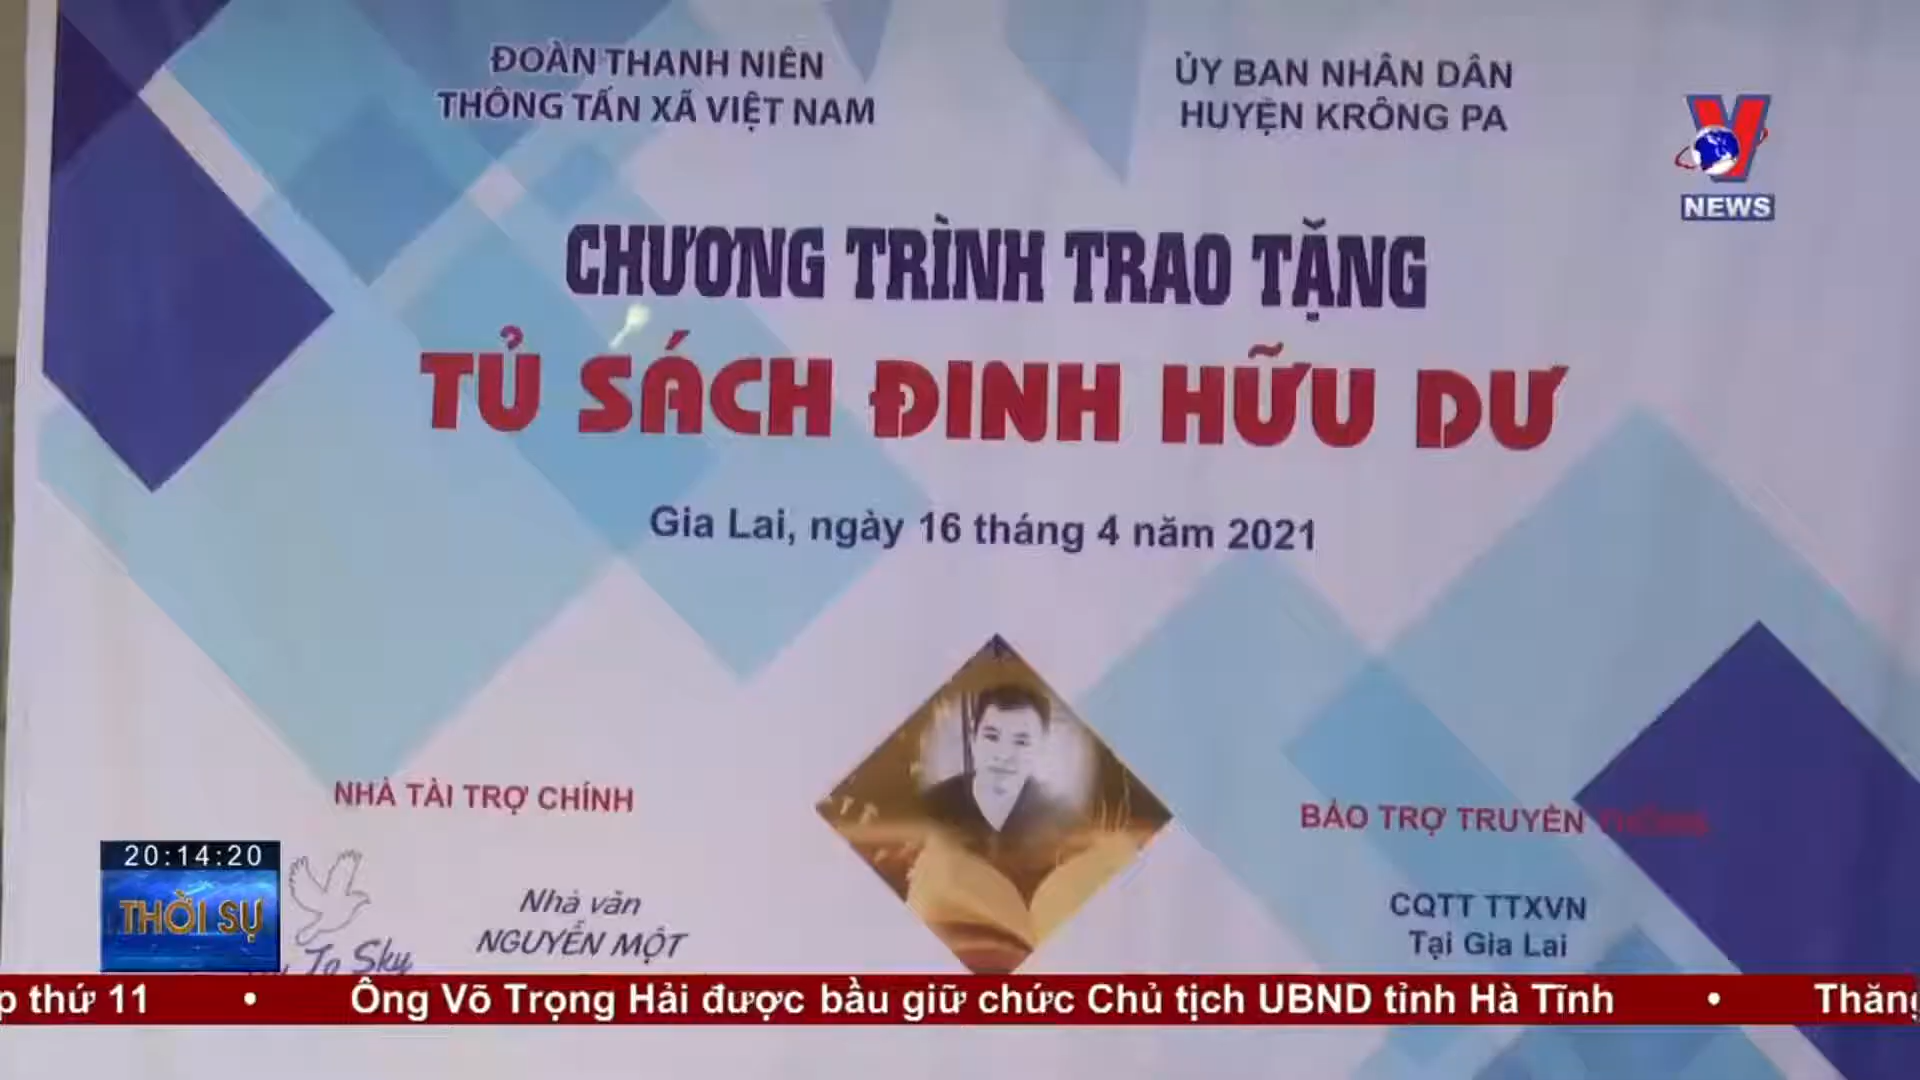 ĐOÀN THANH NIÊN
THÔNG TẤN XÃ VIỆT NAM
ỦY BAN NHÂN DÂN
HUYỆN KRÔNG PA
NEWS
CHƯƠNG TRÌNH TRAO TẶNG
TỦ SÁCH ĐINH HỮU DƯ
Gia Lai, ngày 16 tháng 4 năm 2021
NHÀ TÀI TRỢ CHÍNH
BẢO TRỢ TRUYỀN THÔNG
20:14:20
THỜI SỰ
To Sky
Nhà văn
NGUYỄN MỘT
CQTT TTXVN
Tại Gia Lai
thứ 11 • Ông Võ Trọng Hải được bầu giữ chức Chủ tịch UBND tỉnh Hà Tĩnh •